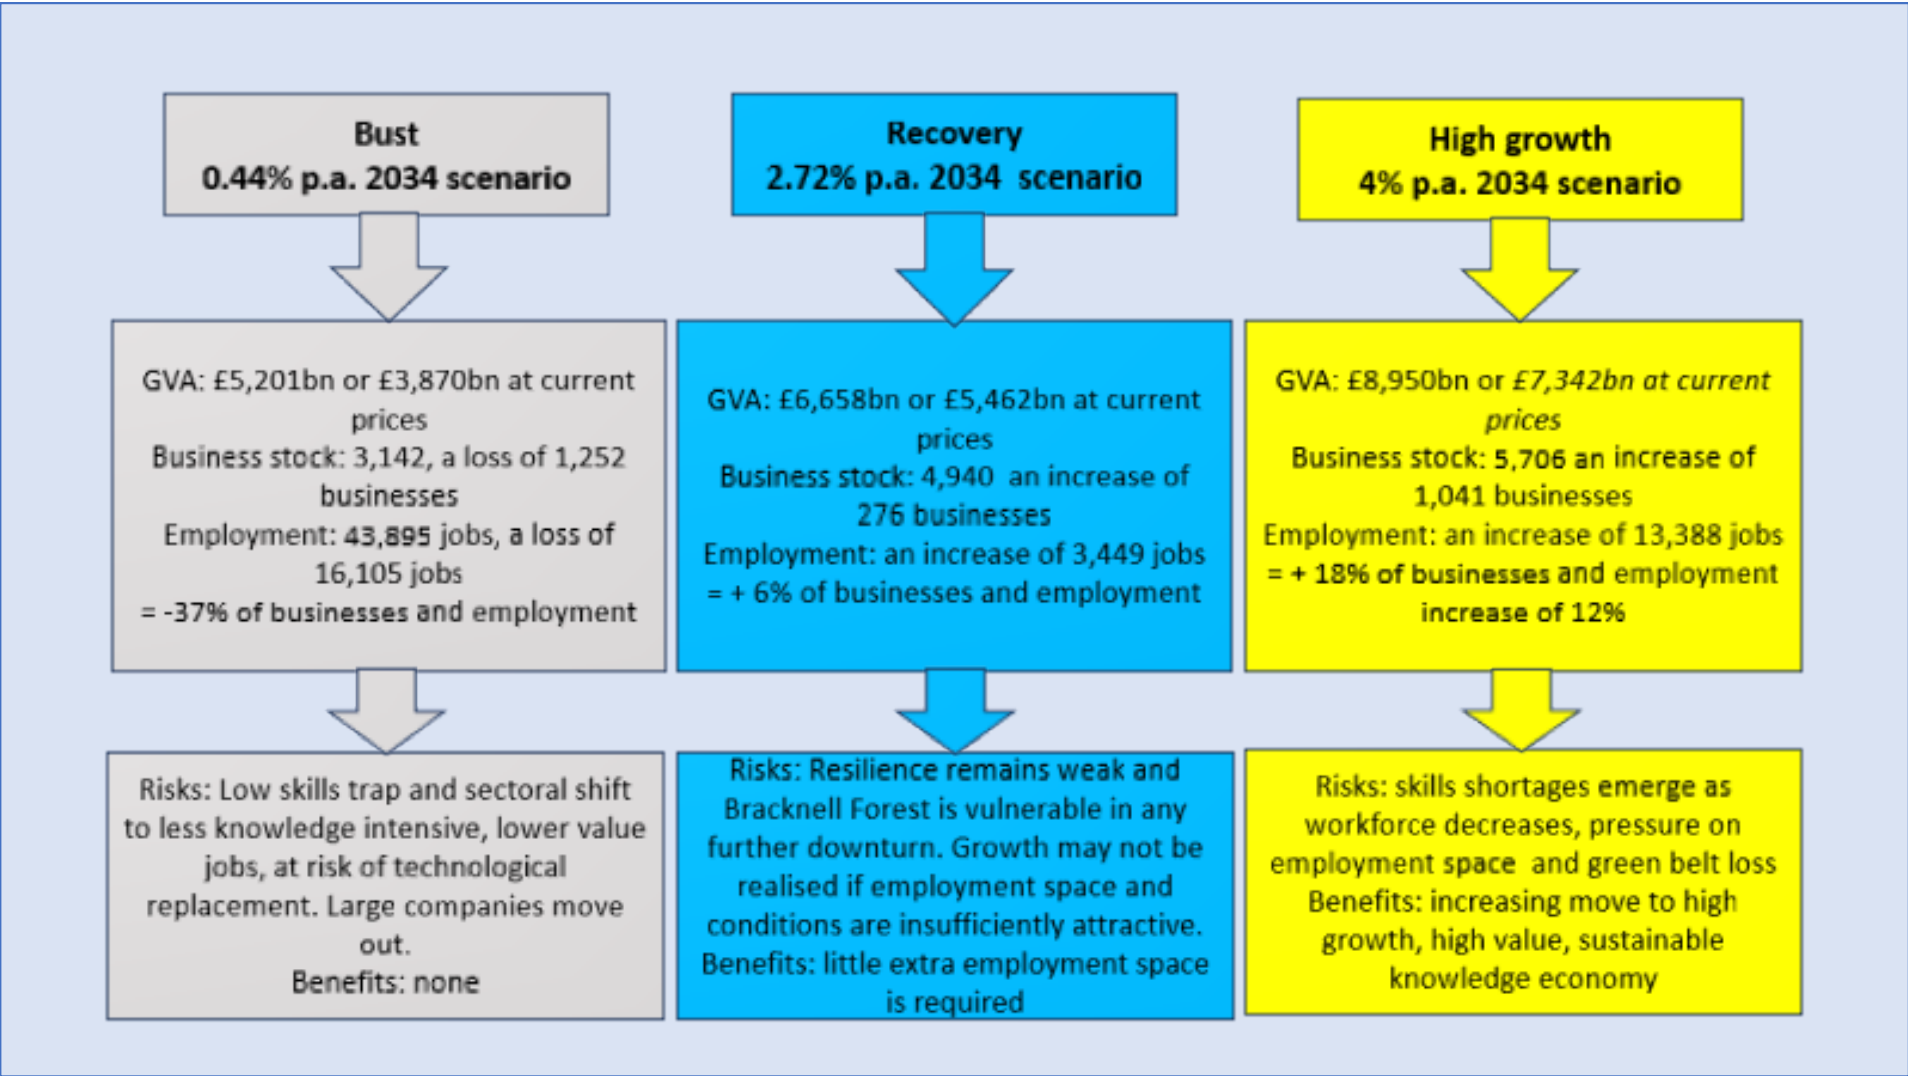 Bust
0.44% p.a. 2034 scenario
GVA: £5,201bn or £3,870bn at current
prices
Business stock: 3,142, a loss of 1,252
businesses
Employment: 43,895 jobs, a loss of
16,105 jobs
= -37% of businesses and employment
Risks: Low skills trap and sectoral shift
to less knowledge intensive, lower value
jobs, at risk of technological
replacement. Large companies move
out.
Benefits: none
Recovery
2.72% p.a. 2034 scenario
GVA: £6,658bn or £5,462bn at current
prices
Business stock: 4,940 an increase of
276 businesses
Employment: an increase of 3,449 jobs
= + 6% of businesses and employment
Risks: Resilience remains weak and
Bracknell Forest is vulnerable in any
further downturn. Growth may not be
realised if employment space and
conditions are insufficiently attractive.
Benefits: little extra employment space
is required
High growth
4% p.a. 2034 scenario
GVA: £8,950bn or £7,342bn at current
prices
Business stock: 5,706 an increase of
1,041 businesses
Employment: an increase of 13,388 jobs
= + 18% of businesses and employment
increase of 12%
Risks: skills shortages emerge as
workforce decreases, pressure on
employment space and green belt loss
Benefits: increasing move to high
growth, high value, sustainable
knowledge economy